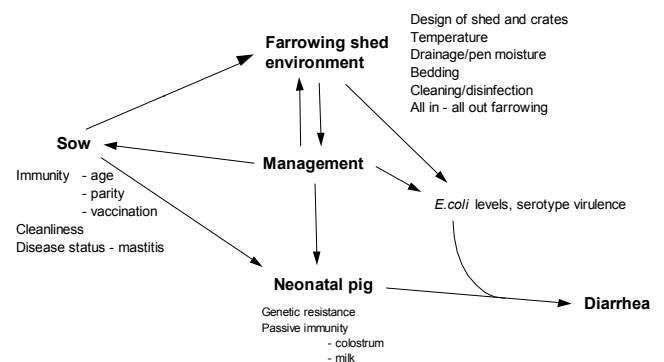 Farrowing shed
environment
Design of shed and crates
Temperature
Drainage/pen moisture
Bedding
Cleaning/disinfection
All in - all out farrowing
Sow
Immunity - age
- parity
- vaccination
Cleanliness
Disease status - mastitis
Management
E.coli levels, serotype virulence
Neonatal pig
Genetic resistance
Passive immunity
- colostrum
- milk
Diarrhea